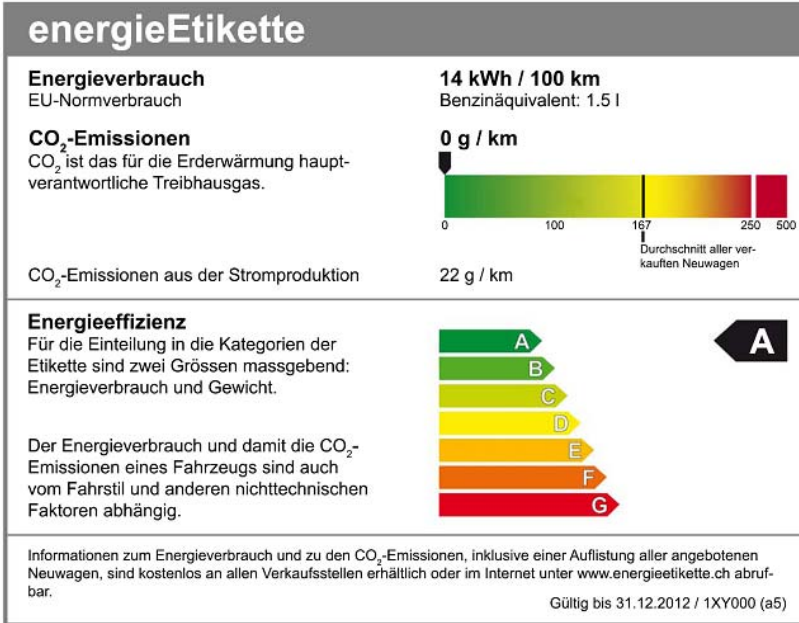 energieEtikette
Energieverbrauch
EU-Normverbrauch
14 kWh / 100 km
Benzinäquivalent: 1.5 l
CO₂-Emissionen
CO₂ ist das für die Erderwärmung haupt-
verantwortliche Treibhausgas.
0 g / km
0 100 167 250 500
Durchschnitt aller ver-
kauften Neuwagen
CO₂-Emissionen aus der Stromproduktion
22 g / km
Energieeffizienz
Für die Einteilung in die Kategorien der
Etikette sind zwei Grössen massgebend:
Energieverbrauch und Gewicht.
Der Energieverbrauch und damit die CO₂-
Emissionen eines Fahrzeugs sind auch
vom Fahrstil und anderen nichttechnischen
Faktoren abhängig.
A
B
C
D
E
F
G
A
Informationen zum Energieverbrauch und zu den CO₂-Emissionen, inklusive einer Auflistung aller angebotenen
Neuwagen, sind kostenlos an allen Verkaufsstellen erhältlich oder im Internet unter www.energieetikette.ch abruf-
bar.
Gültig bis 31.12.2012 / 1XY000 (a5)